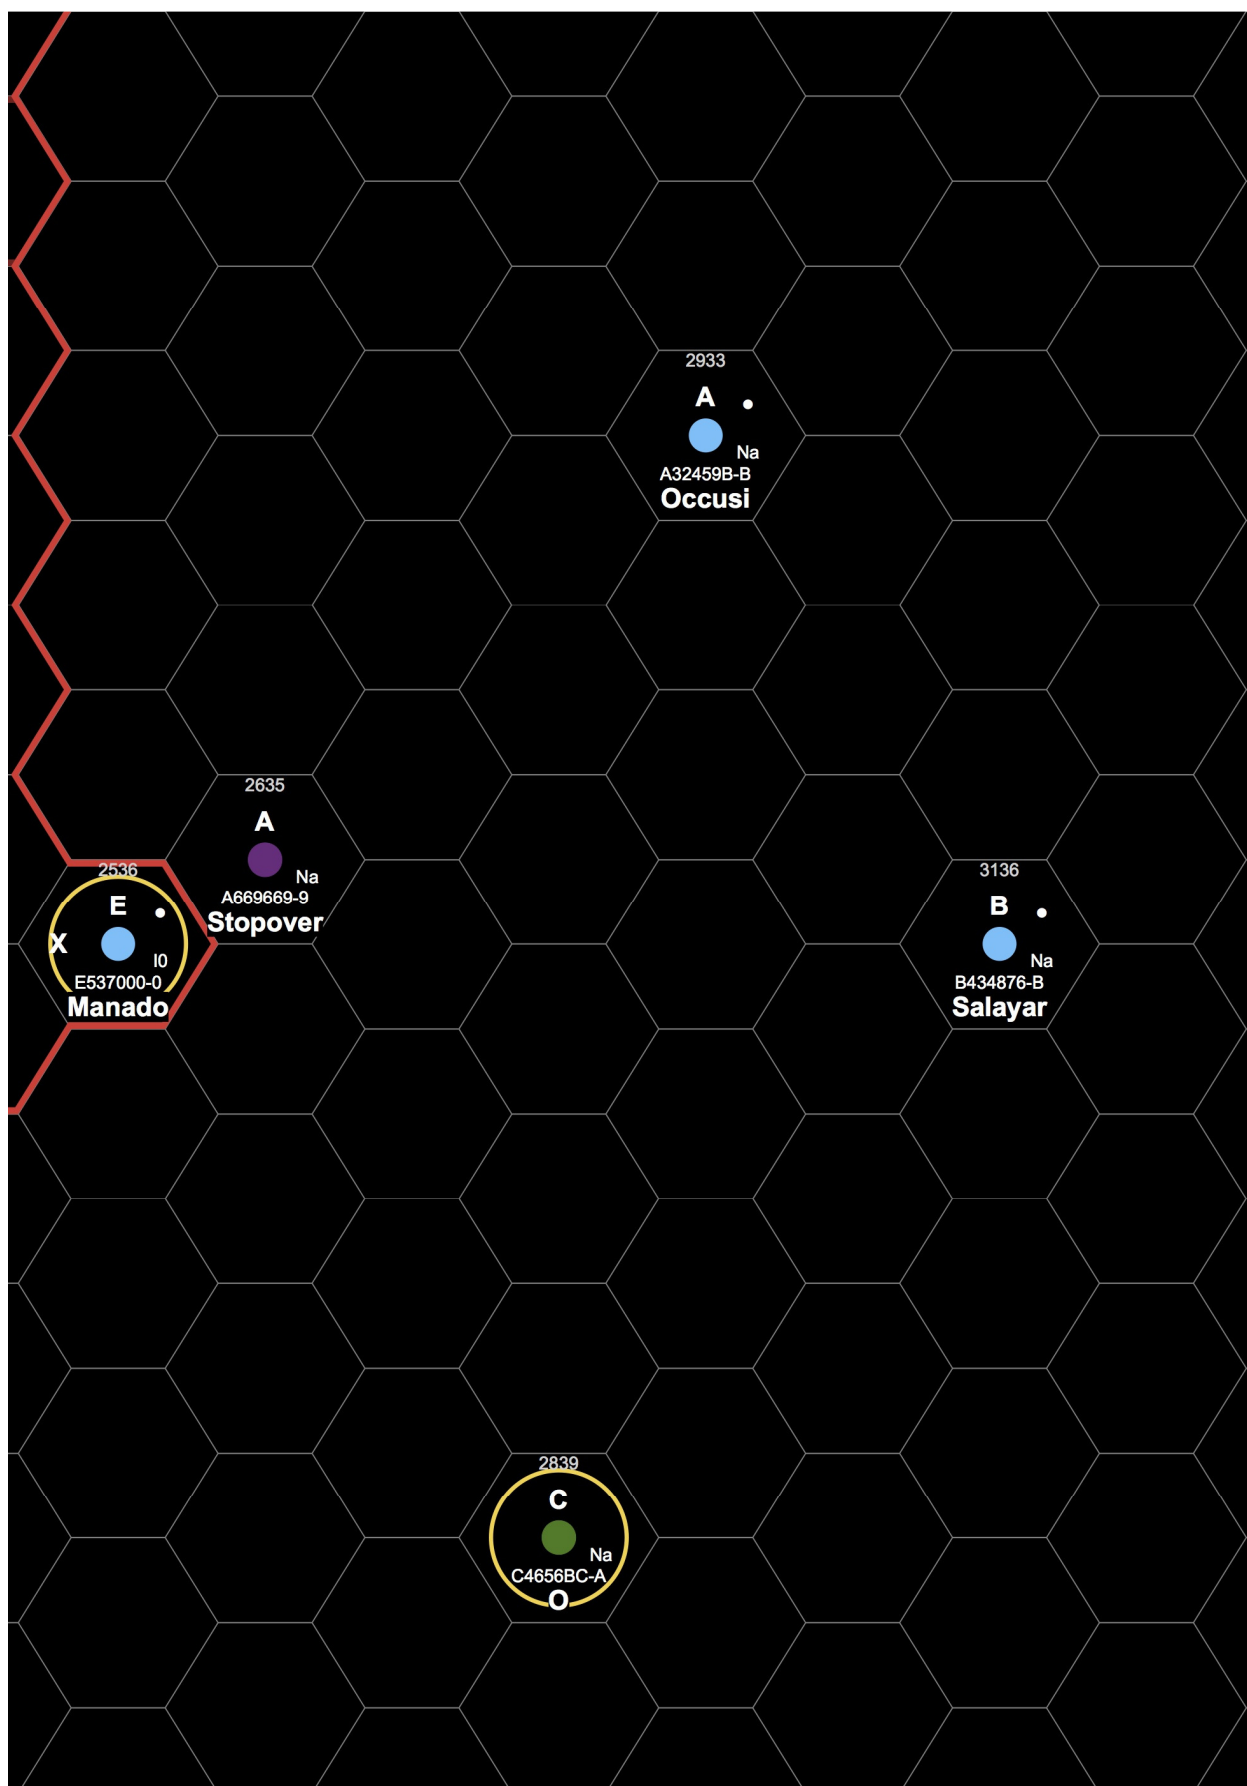 2933
A
Na
A32459B-B
Occusi
2635
A
Na
A669669-9
Stopover
2536
E
X
I0
E537000-0
Manado
3136
B
Na
B434876-B
Salayar
2839
C
Na
C4656BC-A
O